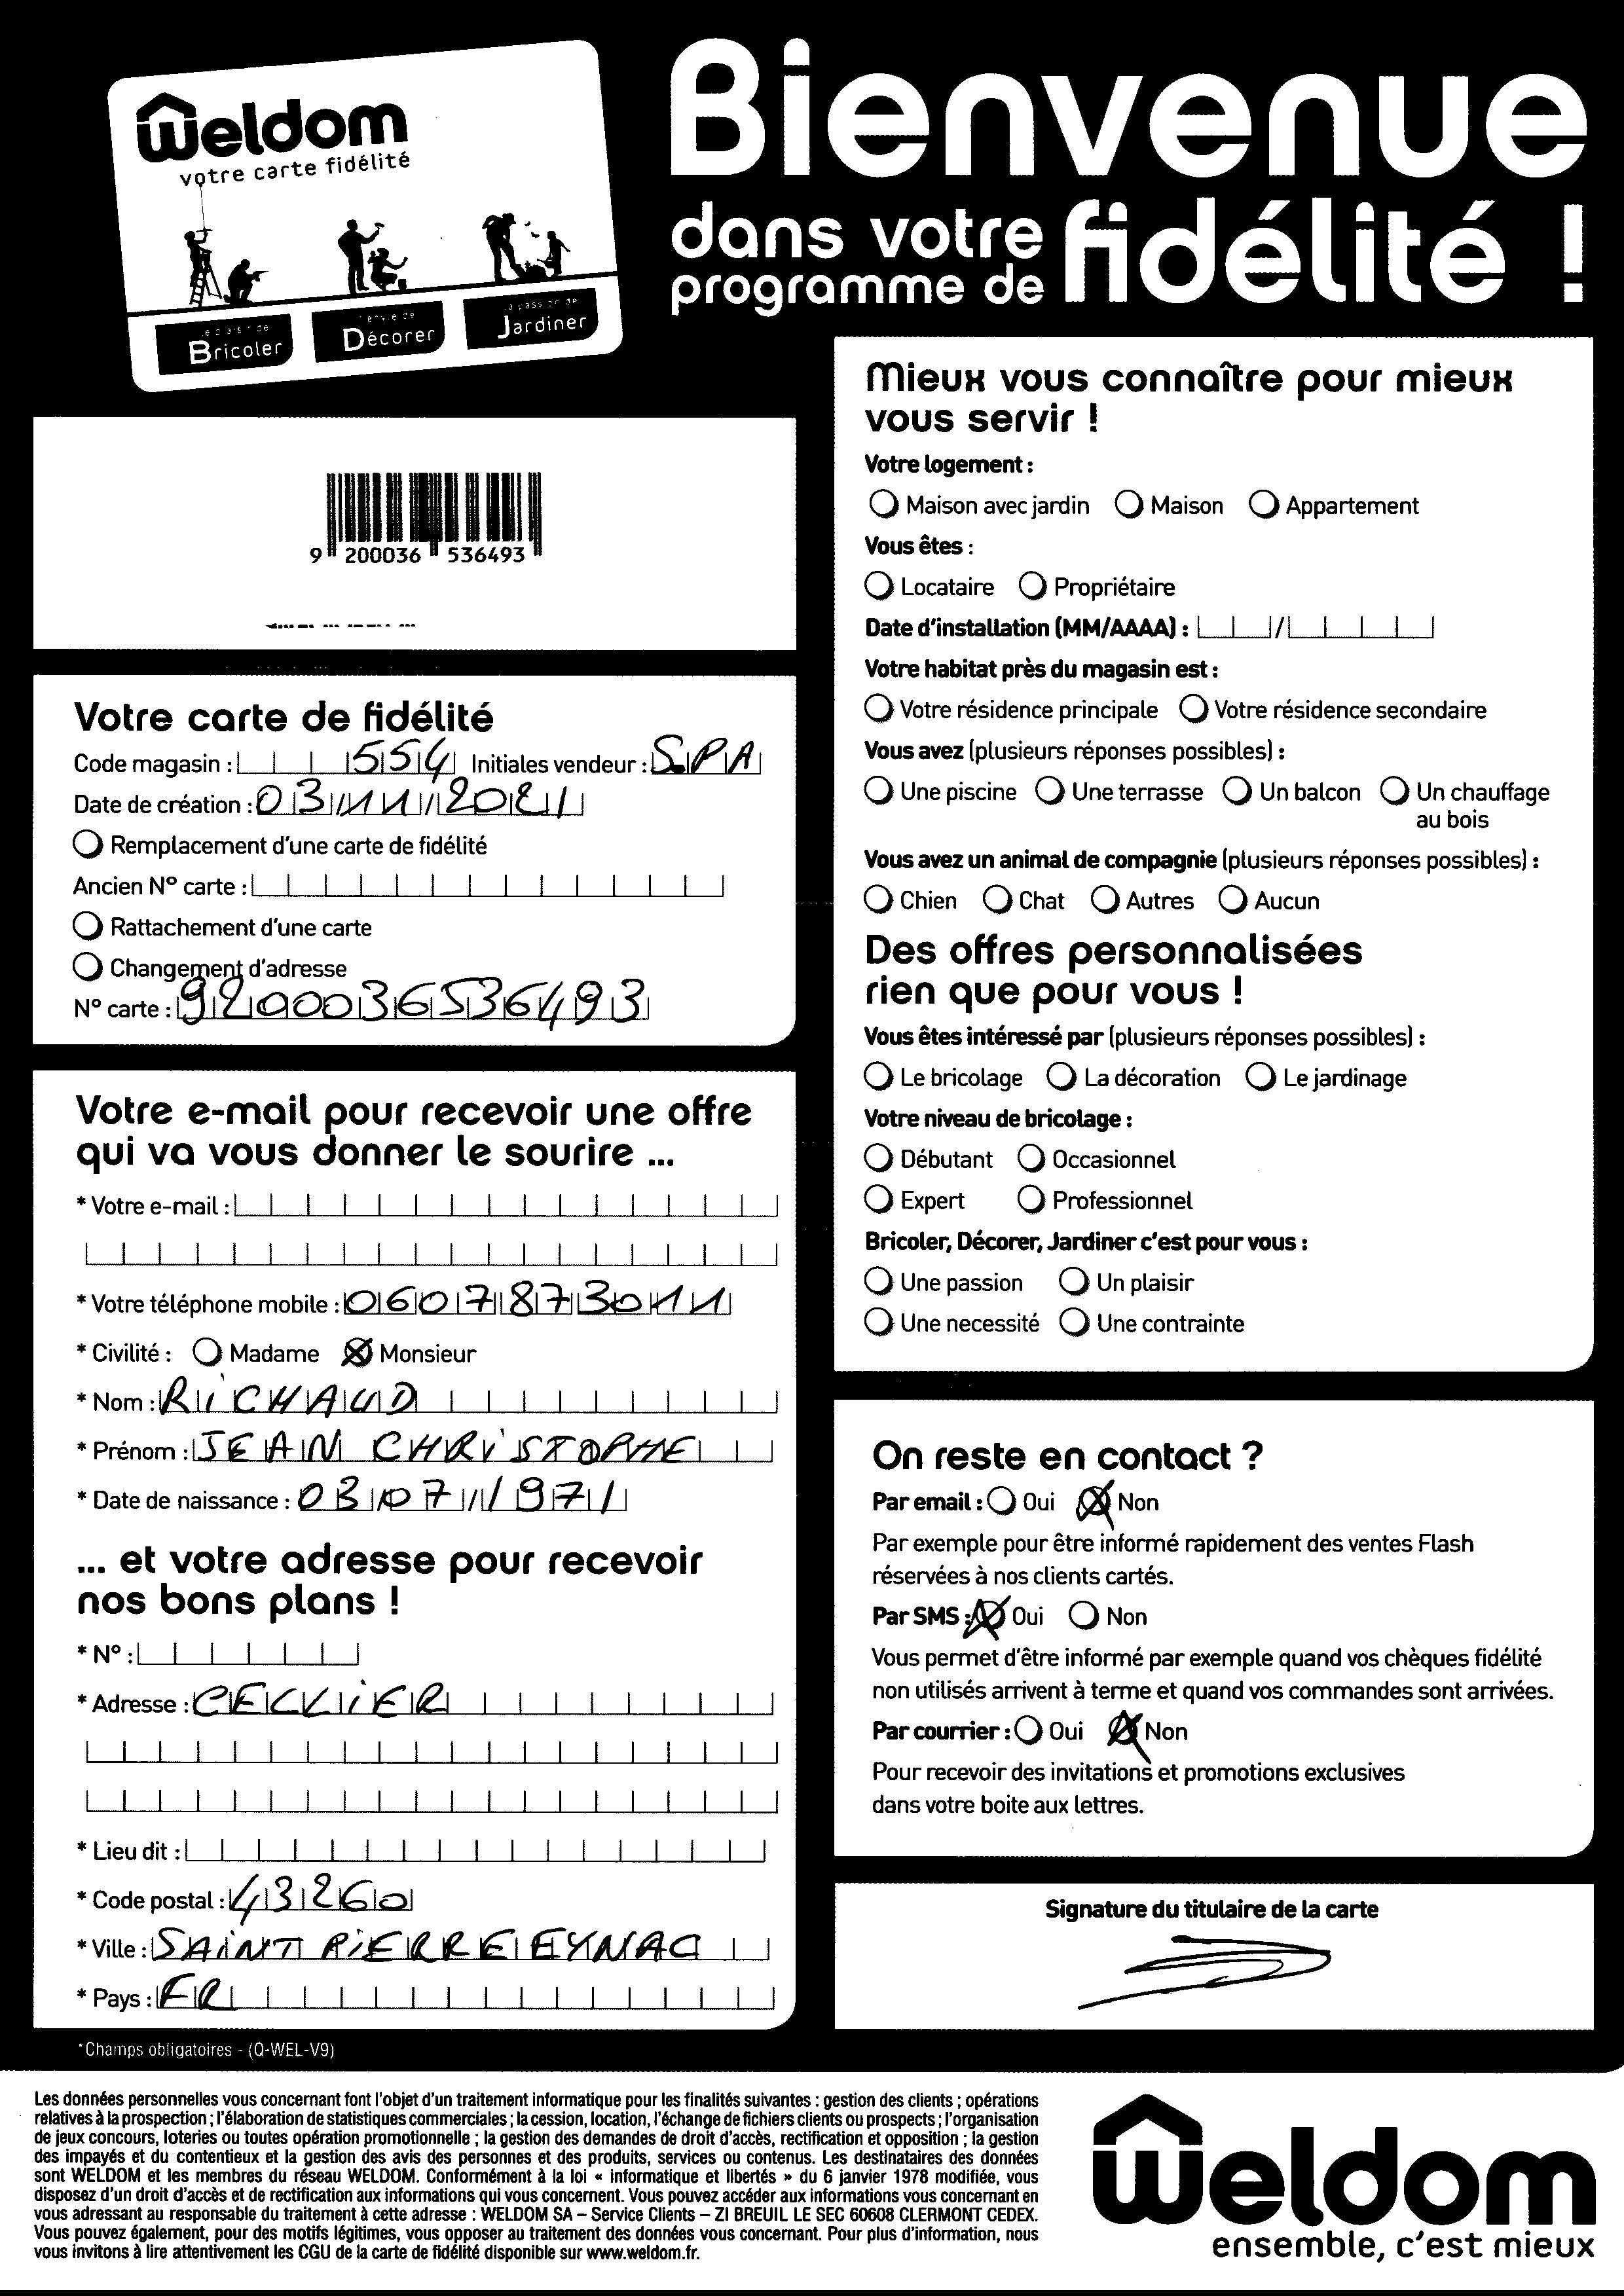 Weldom
votre carte fidélité
Bricoler
Décorer
Jardiner
Bienvenue
dans votre
programme de fidélité !
9 200036 536493
Votre carte de fidélité
Code magasin : 554 Initiales vendeur : S.PA
Date de création : 03/11/2021
Remplacement d'une carte de fidélité
Ancien N° carte :
Rattachement d'une carte
Changement d'adresse
N° carte : 9200036536493
Votre e-mail pour recevoir une offre
qui va vous donner le sourire ...
* Votre e-mail :
* Votre téléphone mobile : 0607873011
* Civilité : Madame Monsieur
* Nom : RICHAUD
* Prénom : JEAN CHRISTOPHE
* Date de naissance : 03/07/1971
... et votre adresse pour recevoir
nos bons plans !
* N° :
* Adresse : CECLIER
* Lieu dit :
* Code postal : 43260
* Ville : SAINT PIERRE EYNAC
* Pays : FR
*Champs obligatoires - (Q-WEL-V9)
Mieux vous connaître pour mieux
vous servir !
Votre logement :
Maison avec jardin Maison Appartement
Vous êtes :
Locataire Propriétaire
Date d'installation (MM/AAAA) : /
Votre habitat près du magasin est :
Votre résidence principale Votre résidence secondaire
Vous avez (plusieurs réponses possibles) :
Une piscine Une terrasse Un balcon Un chauffage
au bois
Vous avez un animal de compagnie (plusieurs réponses possibles) :
Chien Chat Autres Aucun
Des offres personnalisées
rien que pour vous !
Vous êtes intéressé par (plusieurs réponses possibles) :
Le bricolage La décoration Le jardinage
Votre niveau de bricolage :
Débutant Occasionnel
Expert Professionnel
Bricoler, Décorer, Jardiner c'est pour vous :
Une passion Un plaisir
Une necessité Une contrainte
On reste en contact ?
Par email : Oui Non
Par exemple pour être informé rapidement des ventes Flash
réservées à nos clients cartés.
Par SMS : Oui Non
Vous permet d'être informé par exemple quand vos chèques fidélité
non utilisés arrivent à terme et quand vos commandes sont arrivées.
Par courrier : Oui Non
Pour recevoir des invitations et promotions exclusives
dans votre boite aux lettres.
Signature du titulaire de la carte
Les données personnelles vous concernant font l'objet d'un traitement informatique pour les finalités suivantes : gestion des clients ; opérations
relatives à la prospection ; l'élaboration de statistiques commerciales ; la cession, location, l'échange de fichiers clients ou prospects ; l'organisation
de jeux concours, loteries ou toutes opération promotionnelle ; la gestion des demandes de droit d'accès, rectification et opposition ; la gestion
des impayés et du contentieux et la gestion des avis des personnes et des produits, services ou contenus. Les destinataires des données
sont WELDOM et les membres du réseau WELDOM. Conformément à la loi « informatique et libertés » du 6 janvier 1978 modifiée, vous
disposez d'un droit d'accès et de rectification aux informations qui vous concernent. Vous pouvez accéder aux informations vous concernant en
vous adressant au responsable du traitement à cette adresse : WELDOM SA – Service Clients – ZI BREUIL LE SEC 60608 CLERMONT CEDEX.
Vous pouvez également, pour des motifs légitimes, vous opposer au traitement des données vous concernant. Pour plus d'information, nous
vous invitons à lire attentivement les CGU de la carte de fidélité disponible sur www.weldom.fr.
Weldom
ensemble, c'est mieux